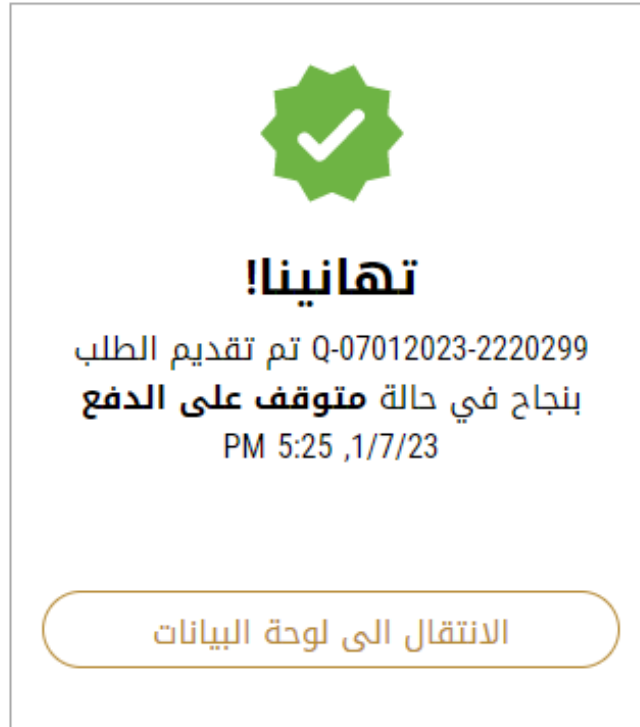 تهانينا!
Q-07012023-2220299 تم تقديم الطلب
بنجاح في حالة متوقف على الدفع
1/7/23, 5:25 PM
الانتقال الى لوحة البيانات